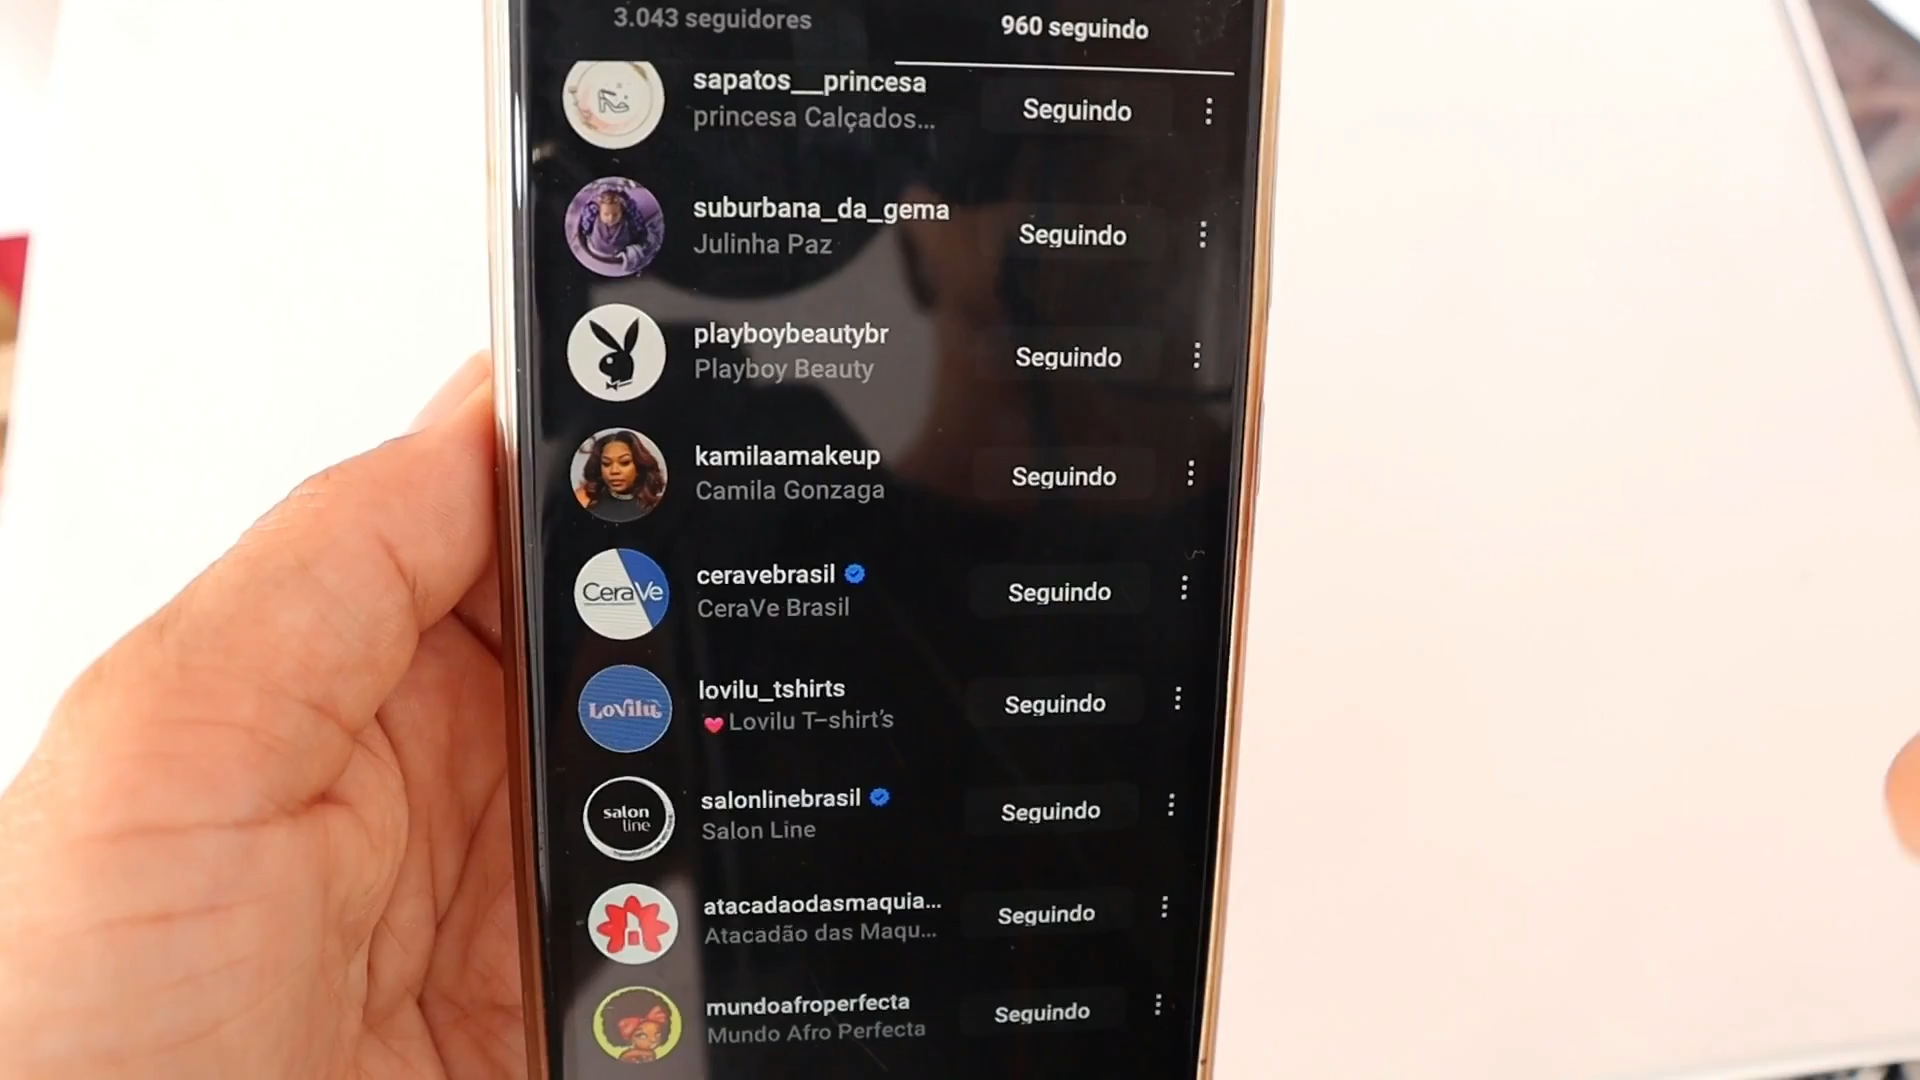 3.043 seguidores
960 seguindo
sapatos__princesa
princesa Calçados...
Seguindo
suburbana_da_gema
Julinha Paz
Seguindo
playboybeautybr
Playboy Beauty
Seguindo
kamilaamakeup
Camila Gonzaga
Seguindo
CeraVe
ceravebrasil
CeraVe Brasil
Seguindo
LoVilu
lovilu_tshirts
Lovilu T-shirt's
Seguindo
salon
line
salonlinebrasil
Salon Line
Seguindo
atacadaodasmaquia...
Atacadão das Maqu...
Seguindo
mundoafroperfecta
Mundo Afro Perfecta
Seguindo